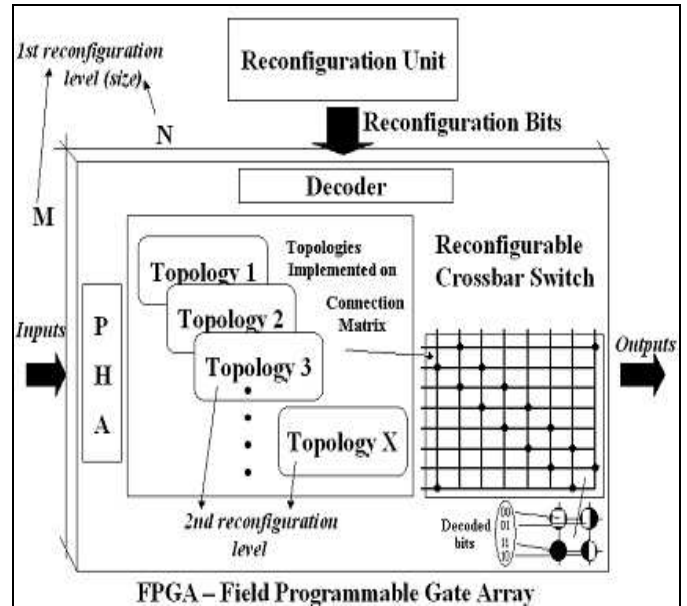 1st reconfiguration
level (size)
Reconfiguration Unit
Reconfiguration Bits
N
M
Decoder
Topology 1
Topology 2
Topology 3
Topology X
Topologies
Implemented on
Connection
Matrix
Reconfigurable
Crossbar Switch
Inputs
P
H
A
Outputs
2nd reconfiguration
level
Decoded
bits
00
01
11
10
FPGA – Field Programmable Gate Array